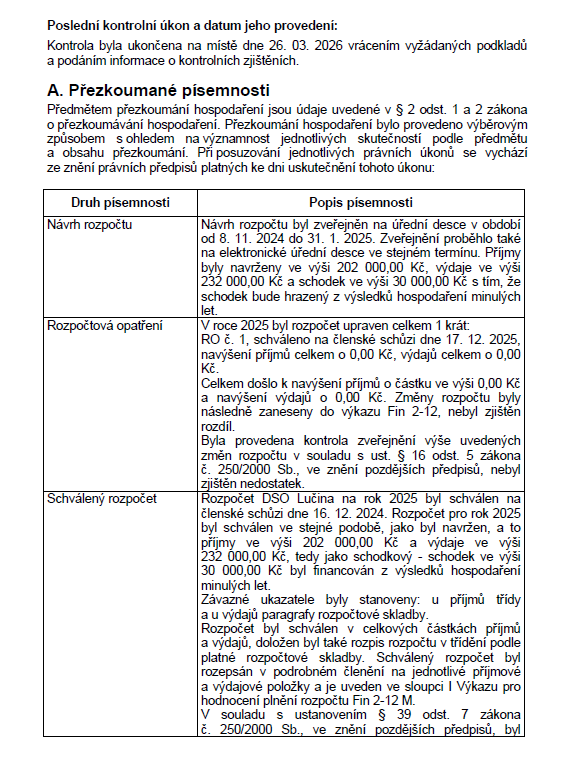 Poslední kontrolní úkon a datum jeho provedení:
Kontrola byla ukončena na místě dne 26. 03. 2026 vrácením vyžádaných podkladů
a podáním informace o kontrolních zjištěních.
A. Přezkoumané písemnosti
Předmětem přezkoumání hospodaření jsou údaje uvedené v § 2 odst. 1 a 2 zákona
o přezkoumávání hospodaření. Přezkoumání hospodaření bylo provedeno výběrovým
způsobem s ohledem na významnost jednotlivých skutečností podle předmětu
a obsahu přezkoumání. Při posuzování jednotlivých právních úkonů se vychází
ze znění právních předpisů platných ke dni uskutečnění tohoto úkonu:
Druh písemnosti Popis písemnosti
Návrh rozpočtu Návrh rozpočtu byl zveřejněn na úřední desce v období
od 8. 11. 2024 do 31. 1. 2025. Zveřejnění proběhlo také
na elektronické úřední desce ve stejném termínu. Příjmy
byly navrženy ve výši 202 000,00 Kč, výdaje ve výši
232 000,00 Kč a schodek ve výši 30 000,00 Kč s tím, že
schodek bude hrazený z výsledků hospodaření minulých
let.
Rozpočtová opatření V roce 2025 byl rozpočet upraven celkem 1 krát:
RO č. 1, schváleno na členské schůzi dne 17. 12. 2025,
navýšení příjmů celkem o 0,00 Kč, výdajů celkem o 0,00
Kč.
Celkem došlo k navýšení příjmů o částku ve výši 0,00 Kč
a navýšení výdajů o 0,00 Kč. Změny rozpočtu byly
následně zaneseny do výkazu Fin 2-12, nebyl zjištěn
rozdíl.
Byla provedena kontrola zveřejnění výše uvedených
změn rozpočtu v souladu s ust. § 16 odst. 5 zákona
č. 250/2000 Sb., ve znění pozdějších předpisů, nebyl
zjištěn nedostatek.
Schválený rozpočet Rozpočet DSO Lučina na rok 2025 byl schválen na
členské schůzi dne 16. 12. 2024. Rozpočet pro rok 2025
byl schválen ve stejné podobě, jako byl navržen, a to
příjmy ve výši 202 000,00 Kč a výdaje ve výši
232 000,00 Kč, tedy jako schodkový - schodek ve výši
30 000,00 Kč byl financován z výsledků hospodaření
minulých let.
Závazné ukazatele byly stanoveny: u příjmů třídy
a u výdajů paragrafy rozpočtové skladby.
Rozpočet byl schválen v celkových částkách příjmů
a výdajů, doložen byl také rozpis rozpočtu v třídění podle
platné rozpočtové skladby. Schválený rozpočet byl
rozepsán v podrobném členění na jednotlivé příjmové
a výdajové položky a je uveden ve sloupci I Výkazu pro
hodnocení plnění rozpočtu Fin 2-12 M.
V souladu s ustanovením § 39 odst. 7 zákona
č. 250/2000 Sb., ve znění pozdějších předpisů, byl